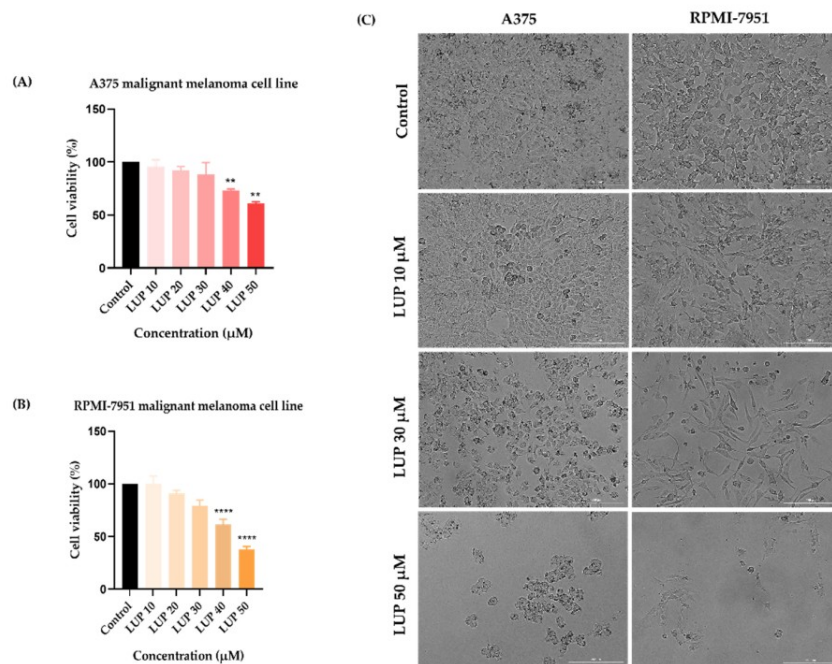 (A)
A375 malignant melanoma cell line
150
100
50
0
Cell viability (%)
**
**
Control
LUP 10
LUP 20
LUP 30
LUP 40
LUP 50
Concentration (μM)
(B)
RPMI-7951 malignant melanoma cell line
150
100
50
0
Cell viability (%)
****
****
Control
LUP 10
LUP 20
LUP 30
LUP 40
LUP 50
Concentration (μM)
(C)
A375
RPMI-7951
Control
LUP 10 μM
LUP 30 μM
LUP 50 μM